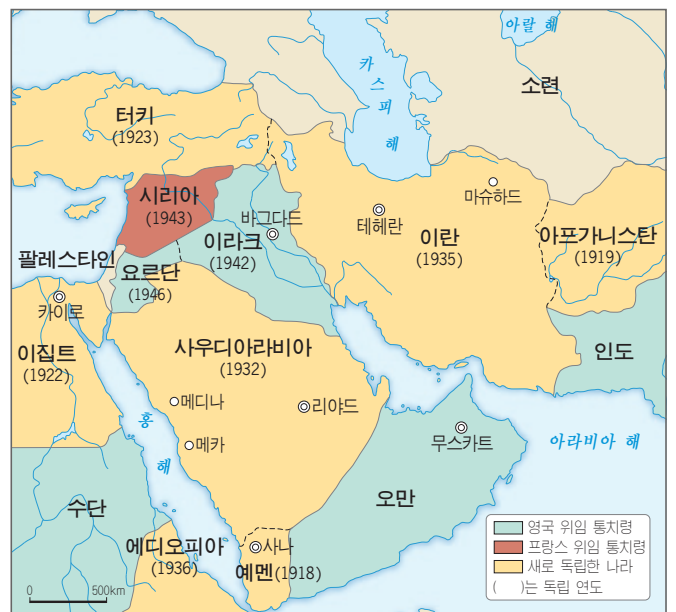 아랄 해
카
스
피
해
소련
터키
(1923)
시리아
(1943)
바그다드
이라크
(1942)
테헤란
마슈하드
이란
(1935)
아프가니스탄
(1919)
팔레스타인
요르단
(1946)
카이로
이집트
(1922)
사우디아라비아
(1932)
인도
메디나
리야드
메카
홍
해
무스카트
아라비아 해
오만
수단
에디오피아
(1936)
사나
예멘(1918)
0 500km
영국 위임 통치령
프랑스 위임 통치령
새로 독립한 나라
( )는 독립 연도